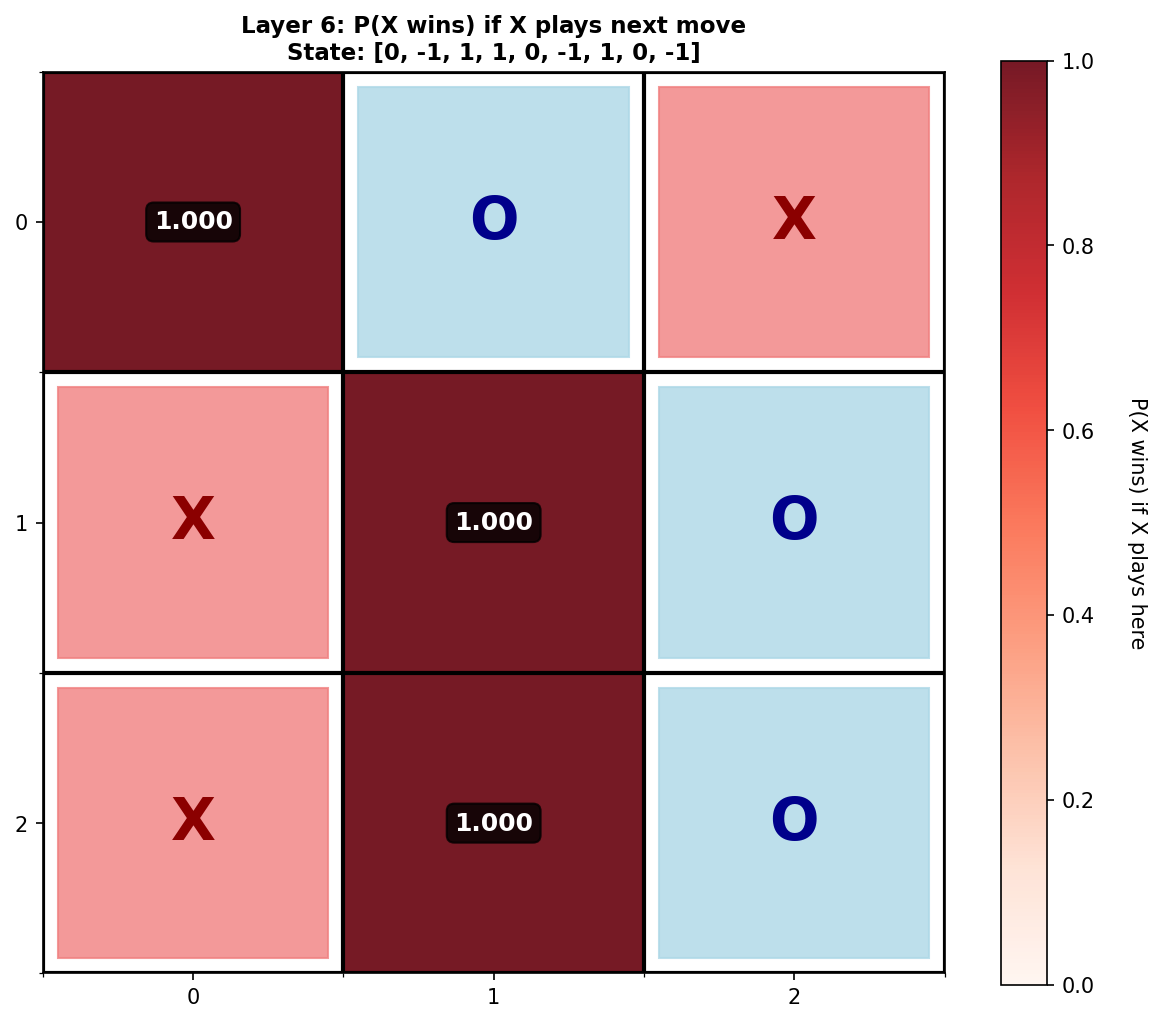 Layer 6: P(X wins) if X plays next move
State: [0, -1, 1, 1, 0, -1, 1, 0, -1]
0
1.000
O
X
1
X
1.000
O
2
X
1.000
O
0
1
2
1.0
0.8
0.6
0.4
0.2
0.0
P(X wins) if X plays here